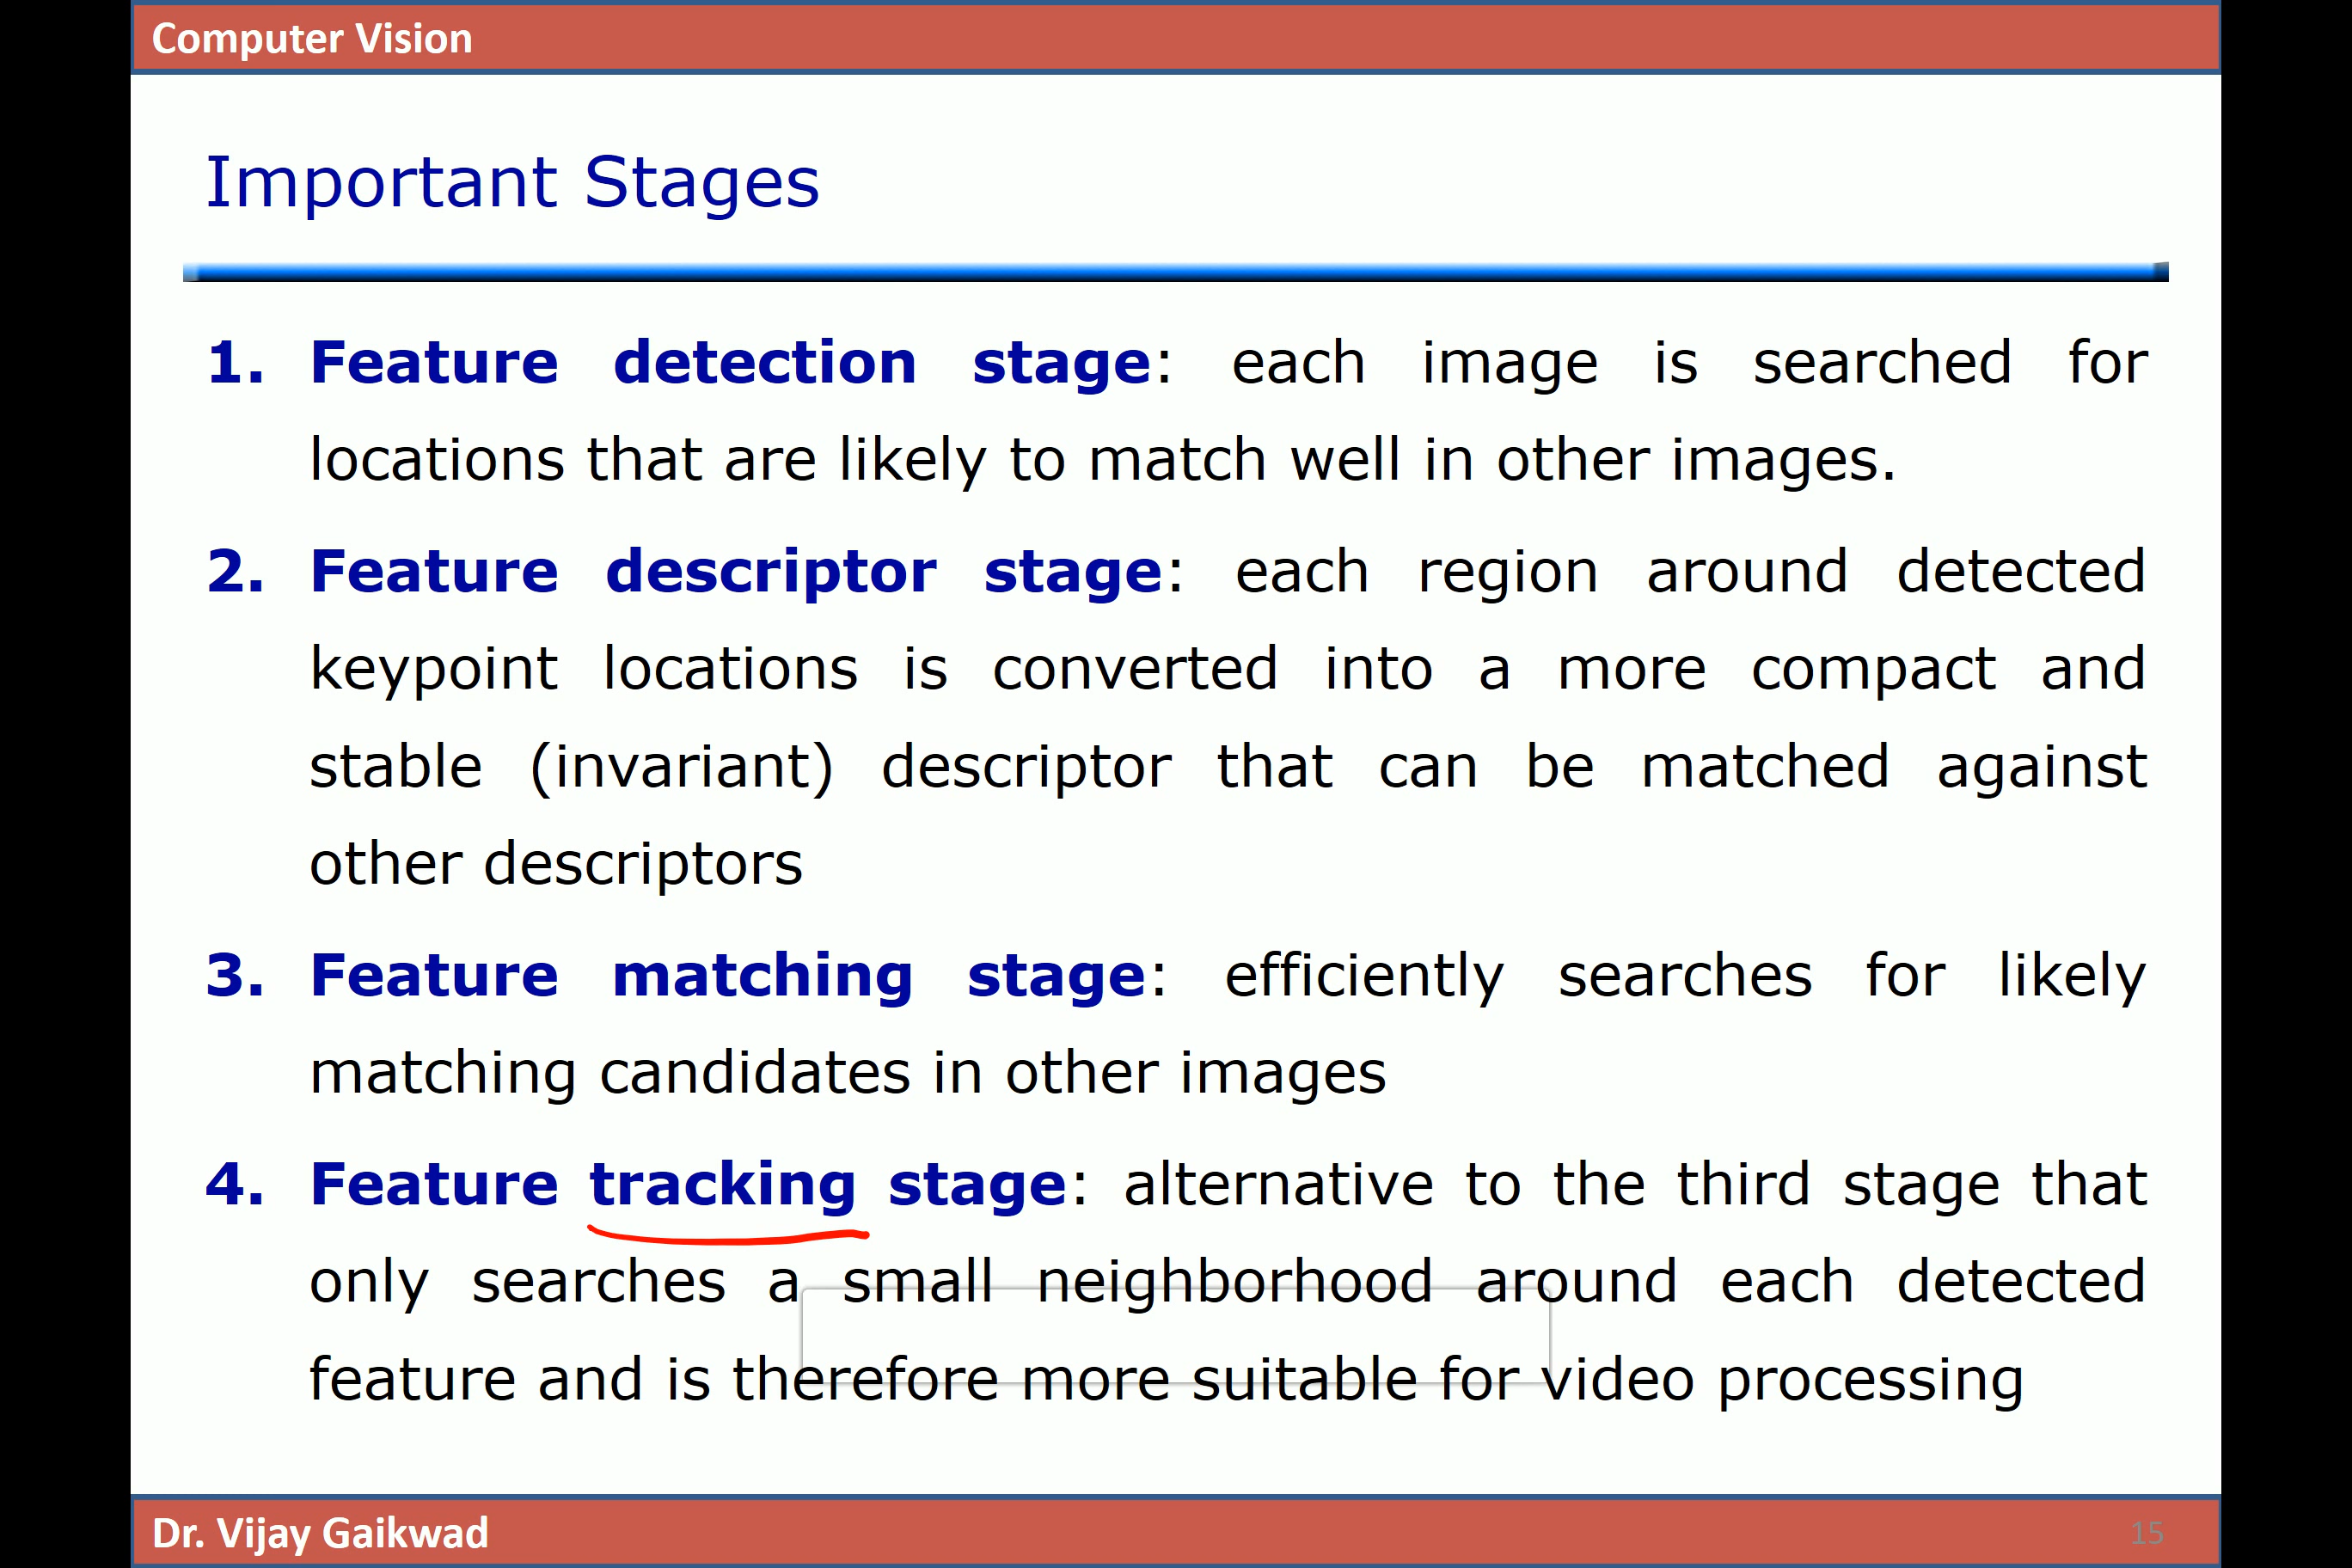 Computer Vision
Important Stages
1. Feature detection stage: each image is searched for
locations that are likely to match well in other images.
2. Feature descriptor stage: each region around detected
keypoint locations is converted into a more compact and
stable (invariant) descriptor that can be matched against
other descriptors
3. Feature matching stage: efficiently searches for likely
matching candidates in other images
4. Feature tracking stage: alternative to the third stage that
only searches a small neighborhood around each detected
feature and is therefore more suitable for video processing
Dr. Vijay Gaikwad
15